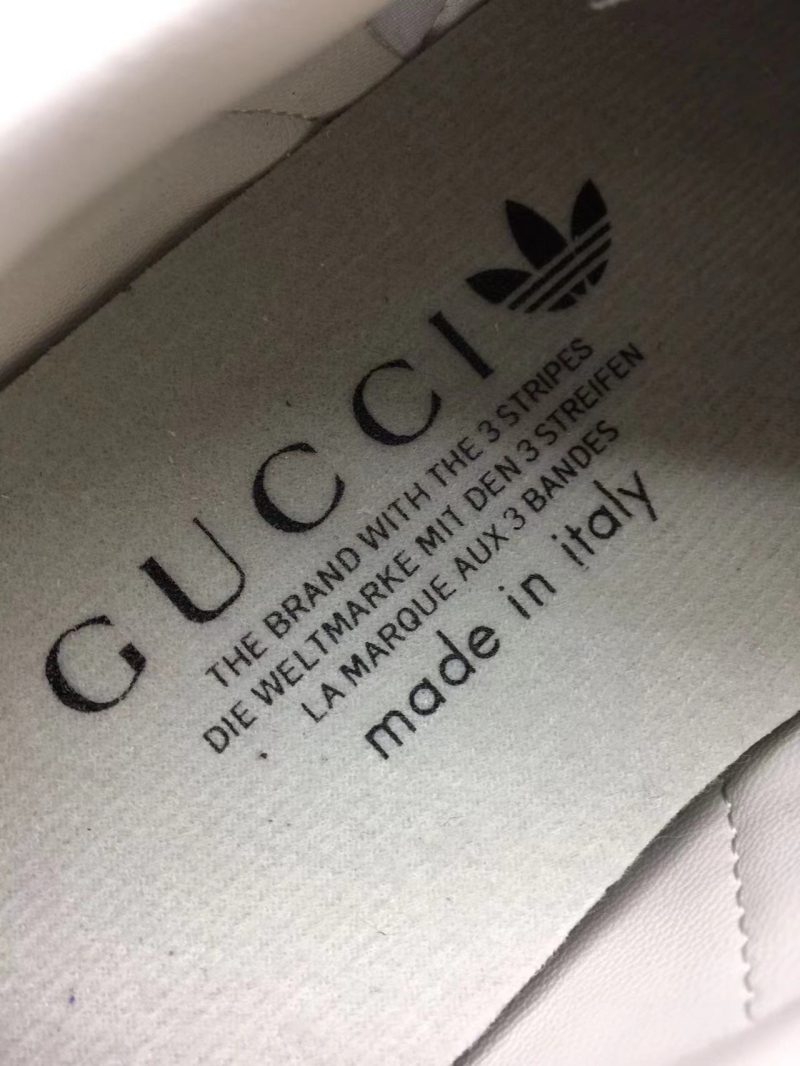 GUCCI
THE BRAND WITH THE 3 STRIPES
DIE WELTMARKE MIT DEN 3 STREIFEN
LA MARQUE AUX 3 BANDES
made in italy